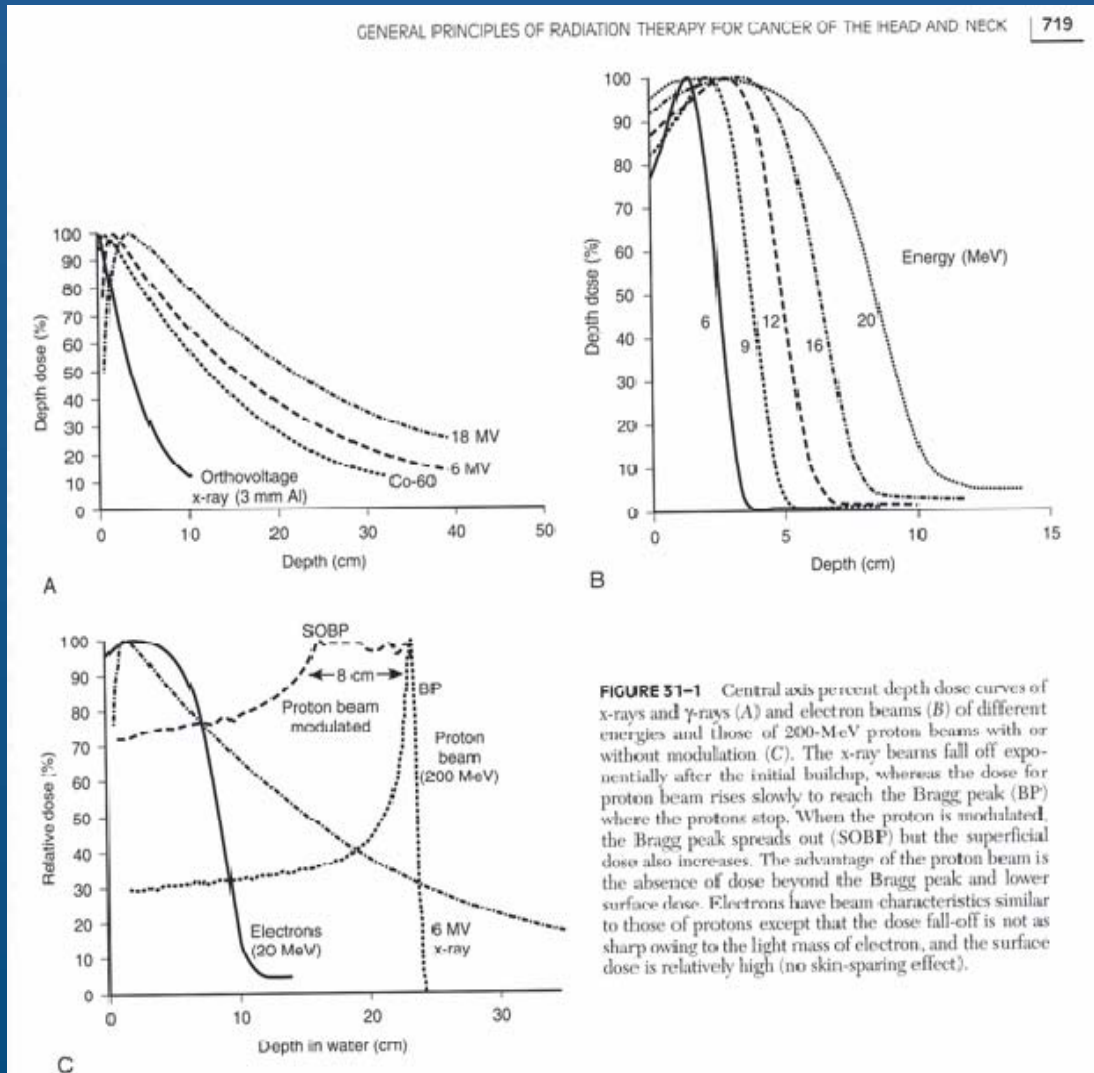 GENERAL PRINCIPLES OF RADIATION THERAPY FOR CANCER OF THE HEAD AND NECK 719
100
90
80
70
60
50
40
30
20
10
0
Depth dose (%)
18 MV
6 MV
Co-60
Orthovoltage
x-ray (3 mm Al)
0 10 20 30 40 50
Depth (cm)
A
100
90
80
70
60
50
40
30
20
10
0
Depth dose (%)
Energy (MeV)
6 9 12 16 20
0 5 10 15
Depth (cm)
B
100
90
80
70
60
50
40
30
20
10
0
Relative dose (%)
SOBP
8 cm
BP
Proton beam
modulated
Proton
beam
(200 MeV)
Electrons
(20 MeV)
6 MV
x-ray
0 10 20 30
Depth in water (cm)
C
FIGURE 31–1 Central axis percent depth dose curves of
x-rays and γ-rays (A) and electron beams (B) of different
energies and those of 200-MeV proton beams with or
without modulation (C). The x-ray beams fall off expo-
nentially after the initial buildup, whereas the dose for
proton beam rises slowly to reach the Bragg peak (BP)
where the protons stop. When the proton is modulated,
the Bragg peak spreads out (SOBP) but the superficial
dose also increases. The advantage of the proton beam is
the absence of dose beyond the Bragg peak and lower
surface dose. Electrons have beam characteristics similar
to those of protons except that the dose fall-off is not as
sharp owing to the light mass of electron, and the surface
dose is relatively high (no skin-sparing effect).